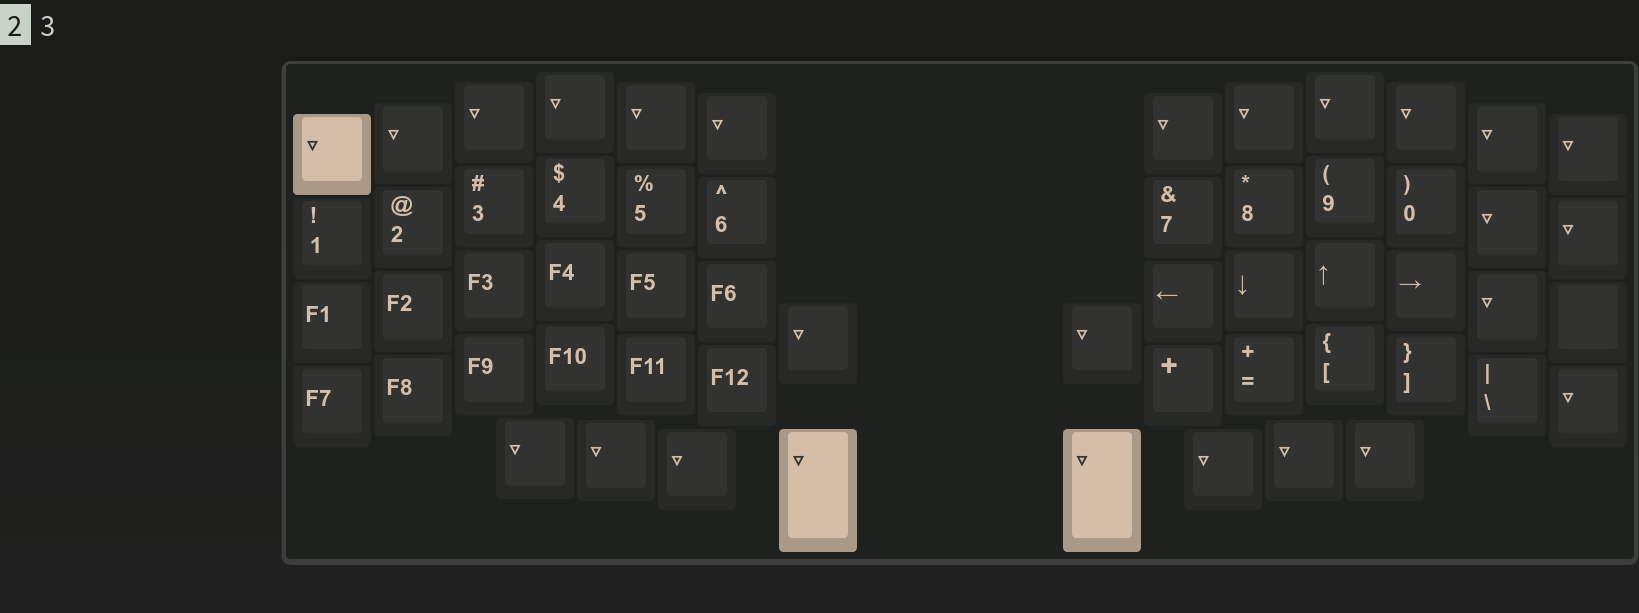 2 3
▽ ▽ ▽ ▽ ▽ ▽ ▽ ▽ ▽ ▽ ▽ ▽
! @ # $ % ^ & * ( ) ▽ ▽
1 2 3 4 5 6 7 8 9 0
F1 F2 F3 F4 F5 F6 ← ↓ ↑ → ▽
▽ ▽
F7 F8 F9 F10 F11 F12 + + { } | ▽
= [ ] \
▽ ▽ ▽ ▽ ▽ ▽ ▽ ▽